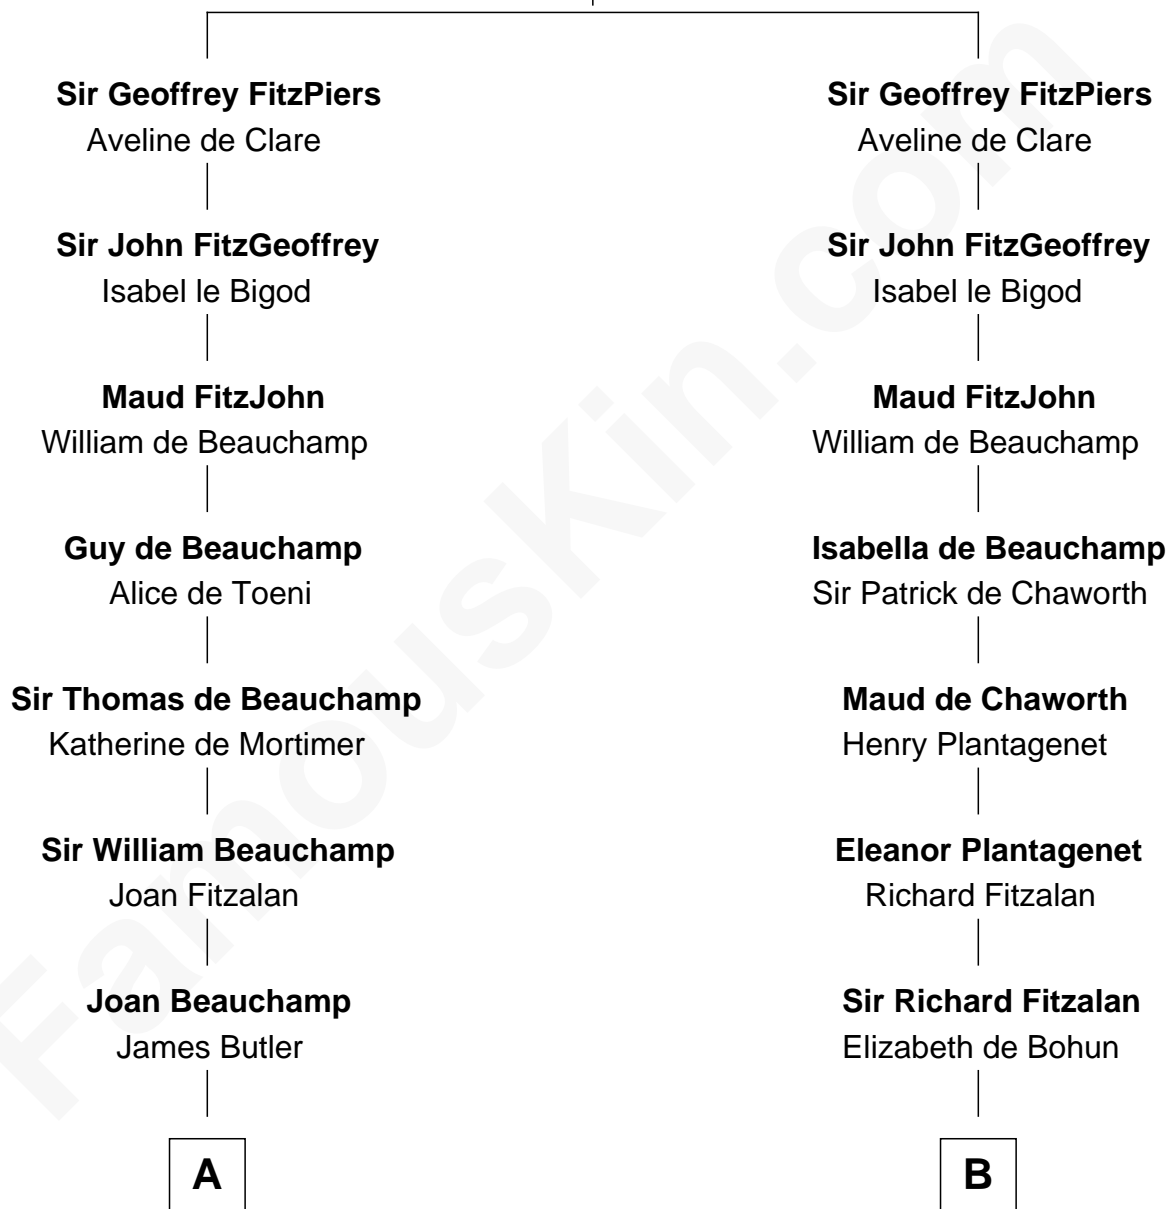 Sir Geoffrey FitzPiers
Aveline de Clare
Sir John FitzGeoffrey
Isabel le Bigod
Maud FitzJohn
William de Beauchamp
Guy de Beauchamp
Alice de Toeni
Sir Thomas de Beauchamp
Katherine de Mortimer
Sir William Beauchamp
Joan Fitzalan
Joan Beauchamp
James Butler
A
Sir Geoffrey FitzPiers
Aveline de Clare
Sir John FitzGeoffrey
Isabel le Bigod
Maud FitzJohn
William de Beauchamp
Isabella de Beauchamp
Sir Patrick de Chaworth
Maud de Chaworth
Henry Plantagenet
Eleanor Plantagenet
Richard Fitzalan
Sir Richard Fitzalan
Elizabeth de Bohun
B
FamousKin.com